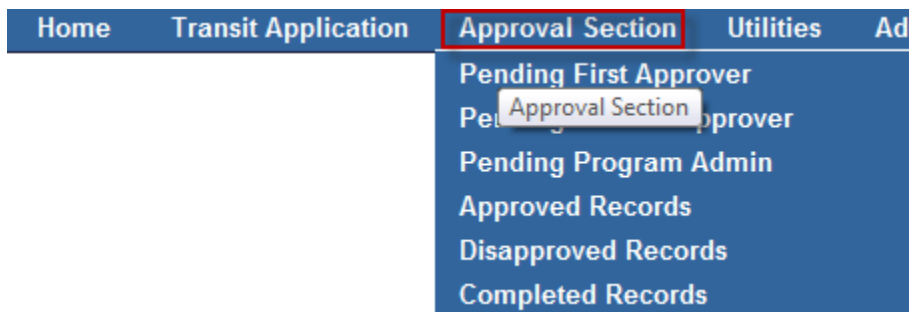 Home Transit Application Approval Section Utilities Ad
Pending First Approver
Approval Section
pprover
Pending Program Admin
Approved Records
Disapproved Records
Completed Records